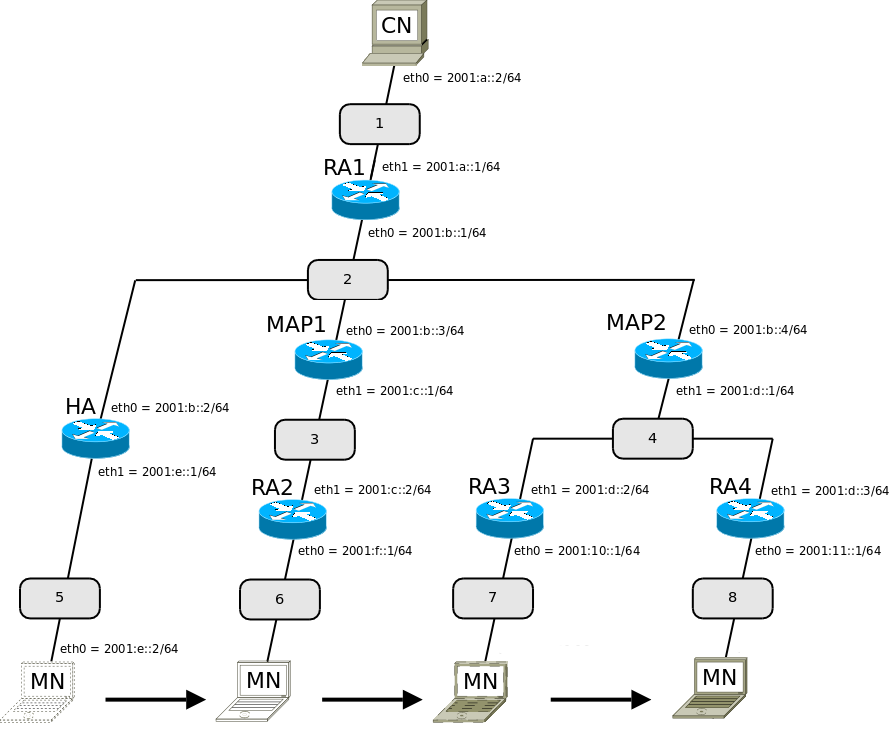 CN
eth0 = 2001:a::2/64
1
RA1
eth1 = 2001:a::1/64
eth0 = 2001:b::1/64
2
MAP1
eth0 = 2001:b::3/64
MAP2
eth0 = 2001:b::4/64
eth1 = 2001:c::1/64
eth1 = 2001:d::1/64
HA
eth0 = 2001:b::2/64
3
4
eth1 = 2001:e::1/64
RA2
eth1 = 2001:c::2/64
RA3
eth1 = 2001:d::2/64
RA4
eth1 = 2001:d::3/64
eth0 = 2001:f::1/64
eth0 = 2001:10::1/64
eth0 = 2001:11::1/64
5
6
7
8
eth0 = 2001:e::2/64
MN
MN
MN
MN